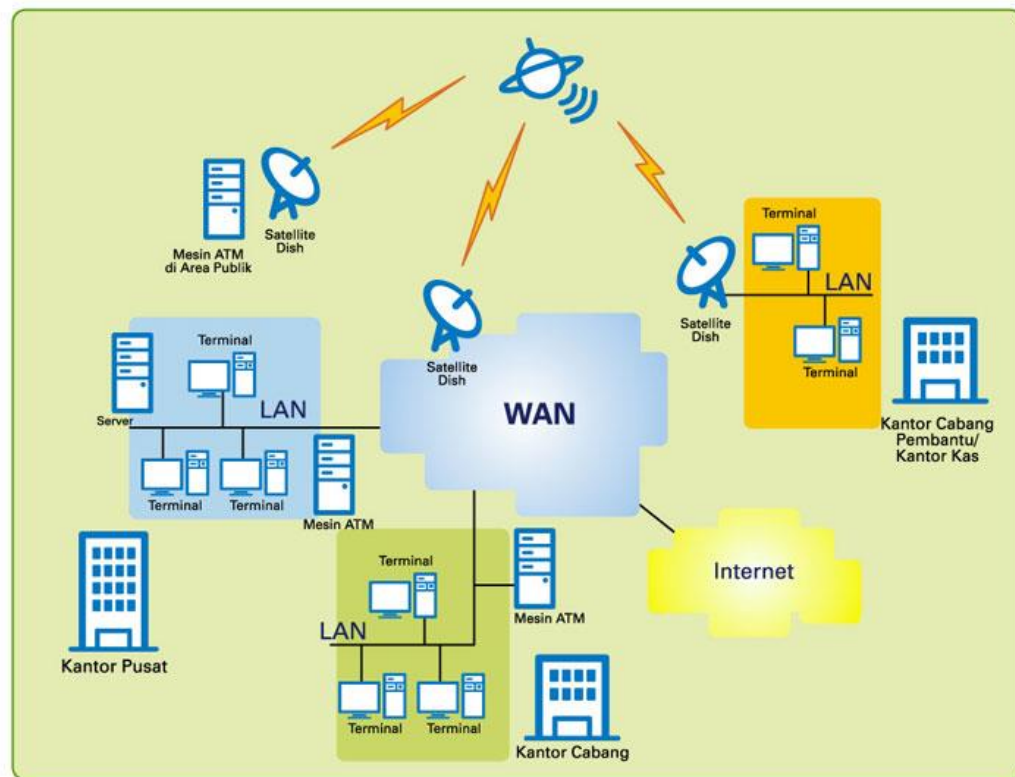 Mesin ATM
di Area Publik
Satellite
Dish
Satellite
Dish
Satellite
Dish
Terminal
LAN
Terminal
Kantor Cabang
Pembantu/
Kantor Kas
WAN
Internet
Server
Terminal
LAN
Terminal
Terminal
Mesin ATM
Kantor Pusat
Terminal
LAN
Terminal
Terminal
Mesin ATM
Kantor Cabang